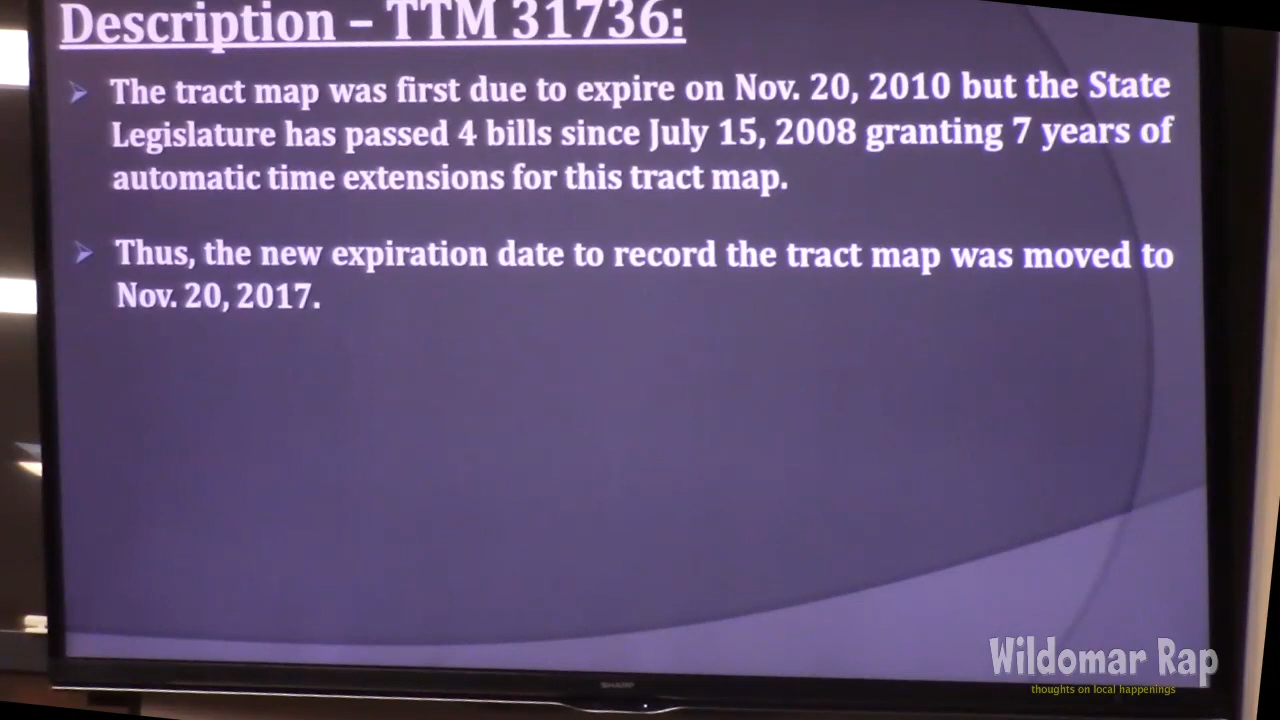 Description – TTM 31736:
The tract map was first due to expire on Nov. 20, 2010 but the State
Legislature has passed 4 bills since July 15, 2008 granting 7 years of
automatic time extensions for this tract map.
Thus, the new expiration date to record the tract map was moved to
Nov. 20, 2017.
SHARP
Wildomar Rap
thoughts on local happenings